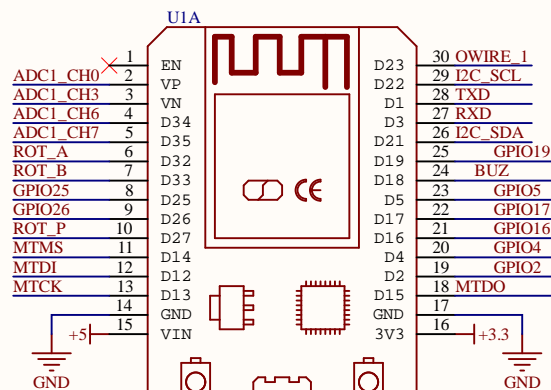 U1A
1 EN D23 30 OWIRE_1
ADC1_CH0 2 VP D22 29 I2C_SCL
ADC1_CH3 3 VN D1 28 TXD
ADC1_CH6 4 D34 D3 27 RXD
ADC1_CH7 5 D35 D21 26 I2C_SDA
ROT_A 6 D32 D19 25 GPIO19
ROT_B 7 D33 D18 24 BUZ
GPIO25 8 D25 D5 23 GPIO5
GPIO26 9 D26 D17 22 GPIO17
ROT_P 10 D27 D16 21 GPIO16
MTMS 11 D14 D4 20 GPIO4
MTDI 12 D12 D2 19 GPIO2
MTCK 13 D13 D15 18 MTDO
14 GND GND 17
+5 15 VIN 3V3 16 +3.3
GND GND
CE